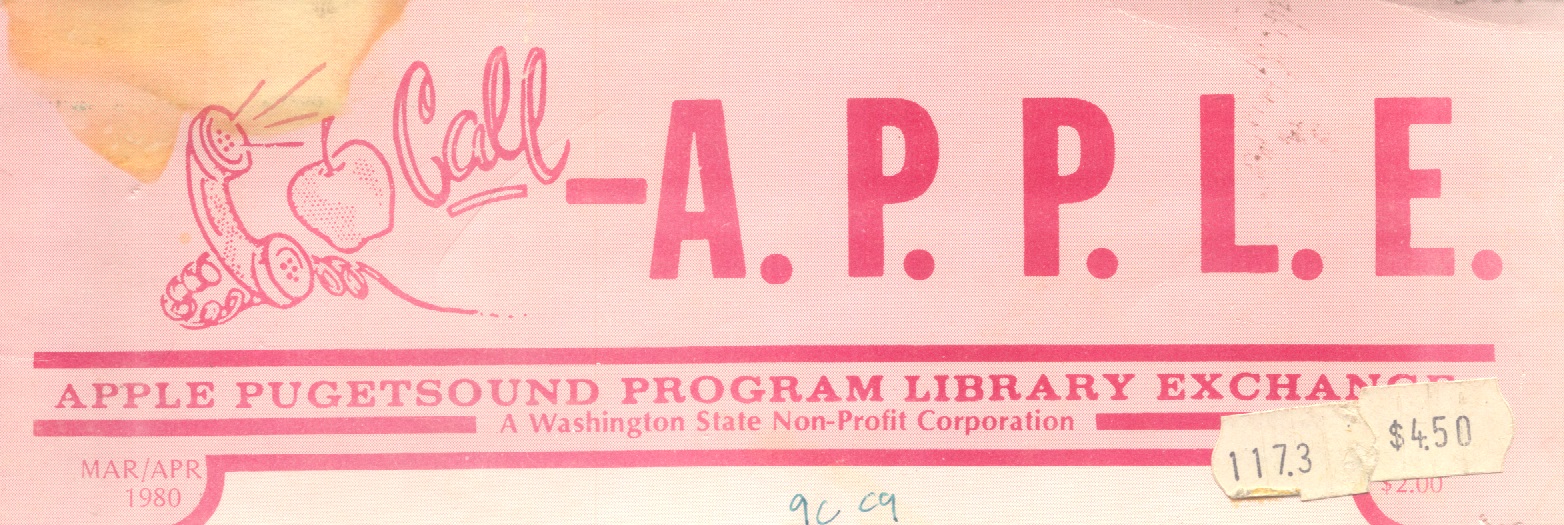 Call-A.P.P.L.E.
APPLE PUGETSOUND PROGRAM LIBRARY EXCHANGE
A Washington State Non-Profit Corporation
MAR/APR
1980
117.3
$4.50
$2.00
9C C9